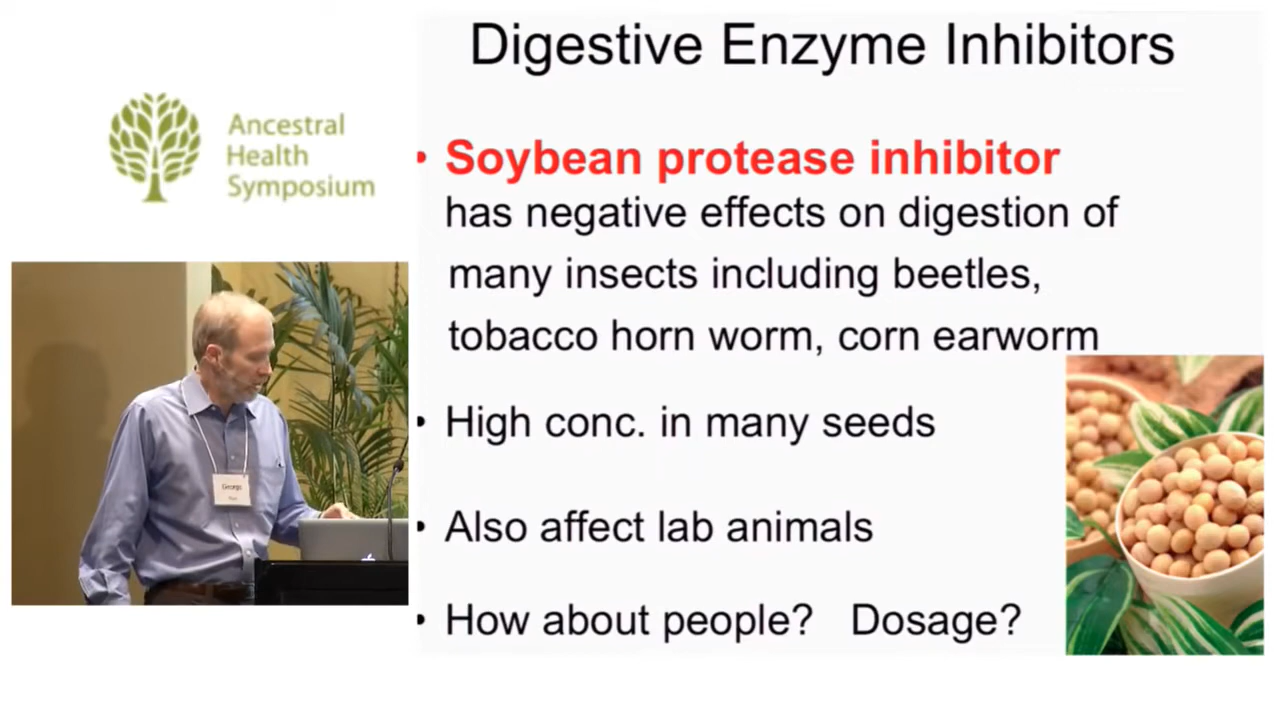 Digestive Enzyme Inhibitors
Ancestral
Health
Symposium
• Soybean protease inhibitor
has negative effects on digestion of
many insects including beetles,
tobacco horn worm, corn earworm
• High conc. in many seeds
• Also affect lab animals
• How about people? Dosage?
George